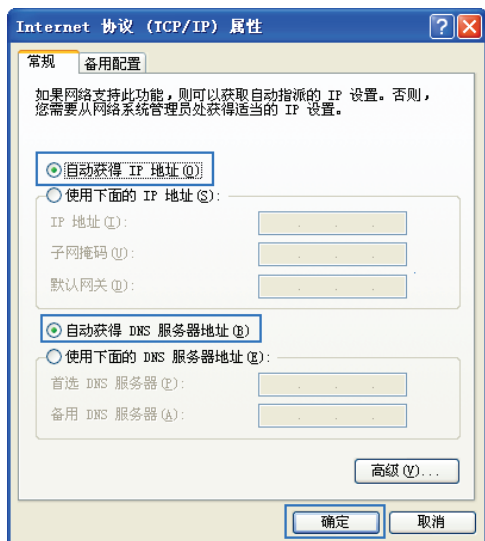 Internet 协议 (TCP/IP) 属性
常规 备用配置
如果网络支持此功能，则可以获取自动指派的 IP 设置。否则，
您需要从网络系统管理员处获得适当的 IP 设置。
自动获得 IP 地址(O)
使用下面的 IP 地址(S):
IP 地址(I):
子网掩码(U):
默认网关(D):
自动获得 DNS 服务器地址(B)
使用下面的 DNS 服务器地址(E):
首选 DNS 服务器(P):
备用 DNS 服务器(A):
高级(V)...
确定 取消